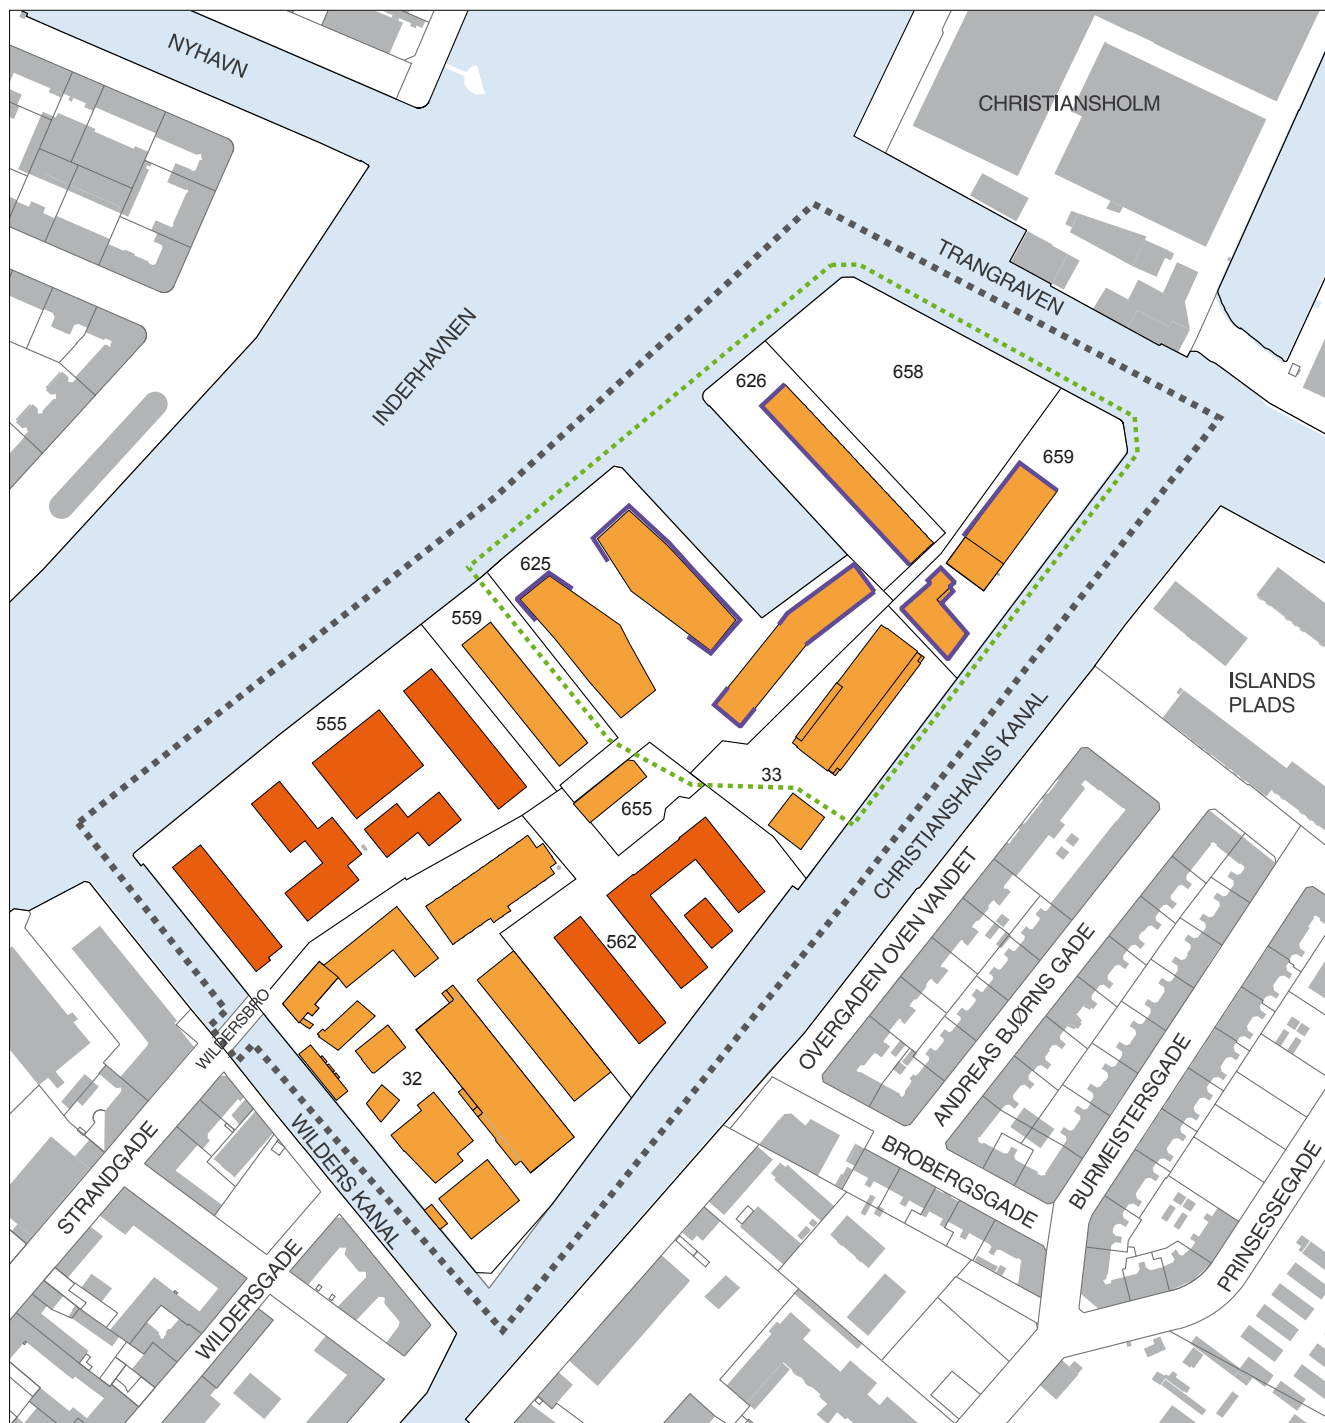 NYHAVN
CHRISTIANSHOLM
TRANGRAVEN
INDERHAVNEN
626
658
659
625
559
555
ISLANDS
PLADS
33
655
CHRISTIANSHAVNS KANAL
562
OVERGADEN OVEN VANDET
WILDERSBRO
ANDREAS BJØRNS GADE
32
BURMEISTERSGADE
WILDERS KANAL
STRANDGADE
BROBERGSGADE
PRINSESSEGADE
WILDERSGADE